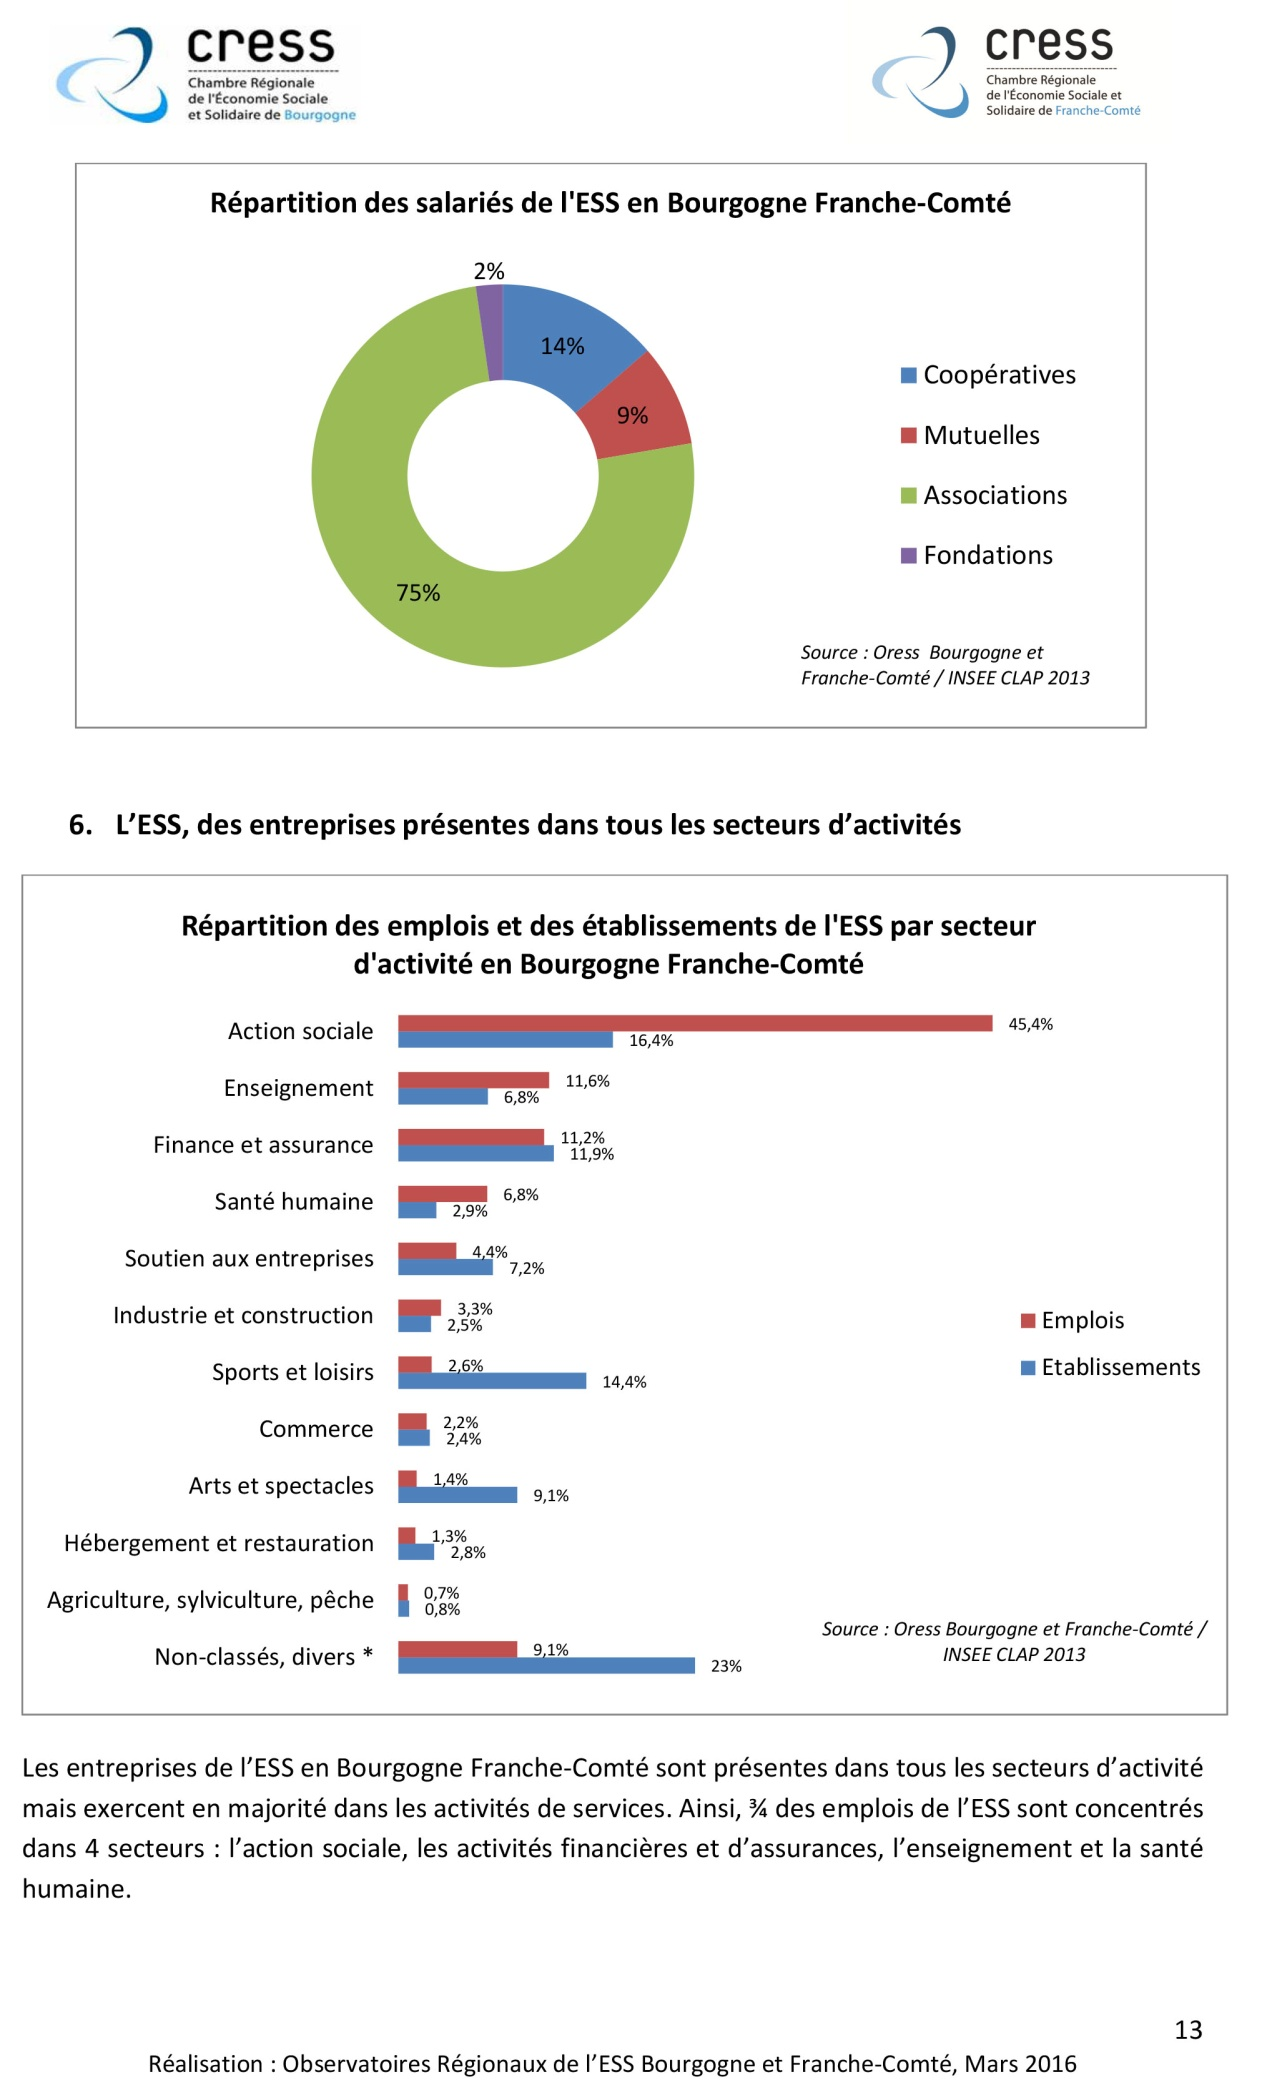 cress
Chambre Régionale
de l'Économie Sociale
et Solidaire de Bourgogne
cress
Chambre Régionale
de l'Économie Sociale et
Solidaire de Franche-Comté
Répartition des salariés de l'ESS en Bourgogne Franche-Comté
2%
14%
9%
75%
Coopératives
Mutuelles
Associations
Fondations
Source : Oress Bourgogne et
Franche-Comté / INSEE CLAP 2013
6. L’ESS, des entreprises présentes dans tous les secteurs d’activités
Répartition des emplois et des établissements de l'ESS par secteur
d'activité en Bourgogne Franche-Comté
Action sociale
45,4%
16,4%
Enseignement
11,6%
6,8%
Finance et assurance
11,2%
11,9%
Santé humaine
6,8%
2,9%
Soutien aux entreprises
4,4%
7,2%
Industrie et construction
3,3%
2,5%
Sports et loisirs
2,6%
14,4%
Commerce
2,2%
2,4%
Arts et spectacles
1,4%
9,1%
Hébergement et restauration
1,3%
2,8%
Agriculture, sylviculture, pêche
0,7%
0,8%
Non-classés, divers *
9,1%
23%
Emplois
Etablissements
Source : Oress Bourgogne et Franche-Comté /
INSEE CLAP 2013
Les entreprises de l’ESS en Bourgogne Franche-Comté sont présentes dans tous les secteurs d’activité
mais exercent en majorité dans les activités de services. Ainsi, ¾ des emplois de l’ESS sont concentrés
dans 4 secteurs : l’action sociale, les activités financières et d’assurances, l’enseignement et la santé
humaine.
13
Réalisation : Observatoires Régionaux de l’ESS Bourgogne et Franche-Comté, Mars 2016